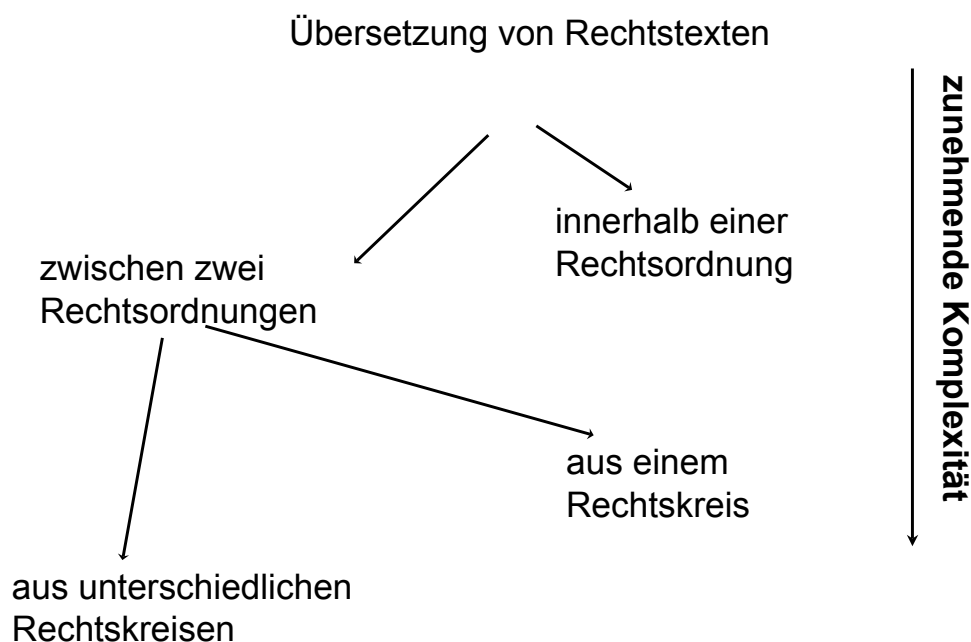 Übersetzung von Rechtstexten
zunehmende Komplexität
innerhalb einer
Rechtsordnung
zwischen zwei
Rechtsordnungen
aus einem
Rechtskreis
aus unterschiedlichen
Rechtskreisen